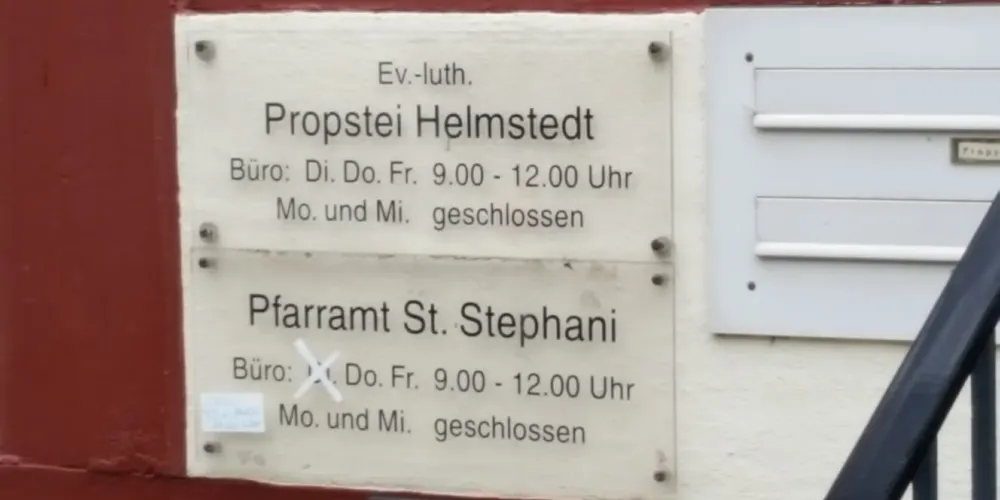 Ev.-luth.
Propstei Helmstedt
Büro: Di. Do. Fr. 9.00 - 12.00 Uhr
Mo. und Mi. geschlossen
Pfarramt St. Stephani
Büro: Do. Fr. 9.00 - 12.00 Uhr
Mo. und Mi. geschlossen